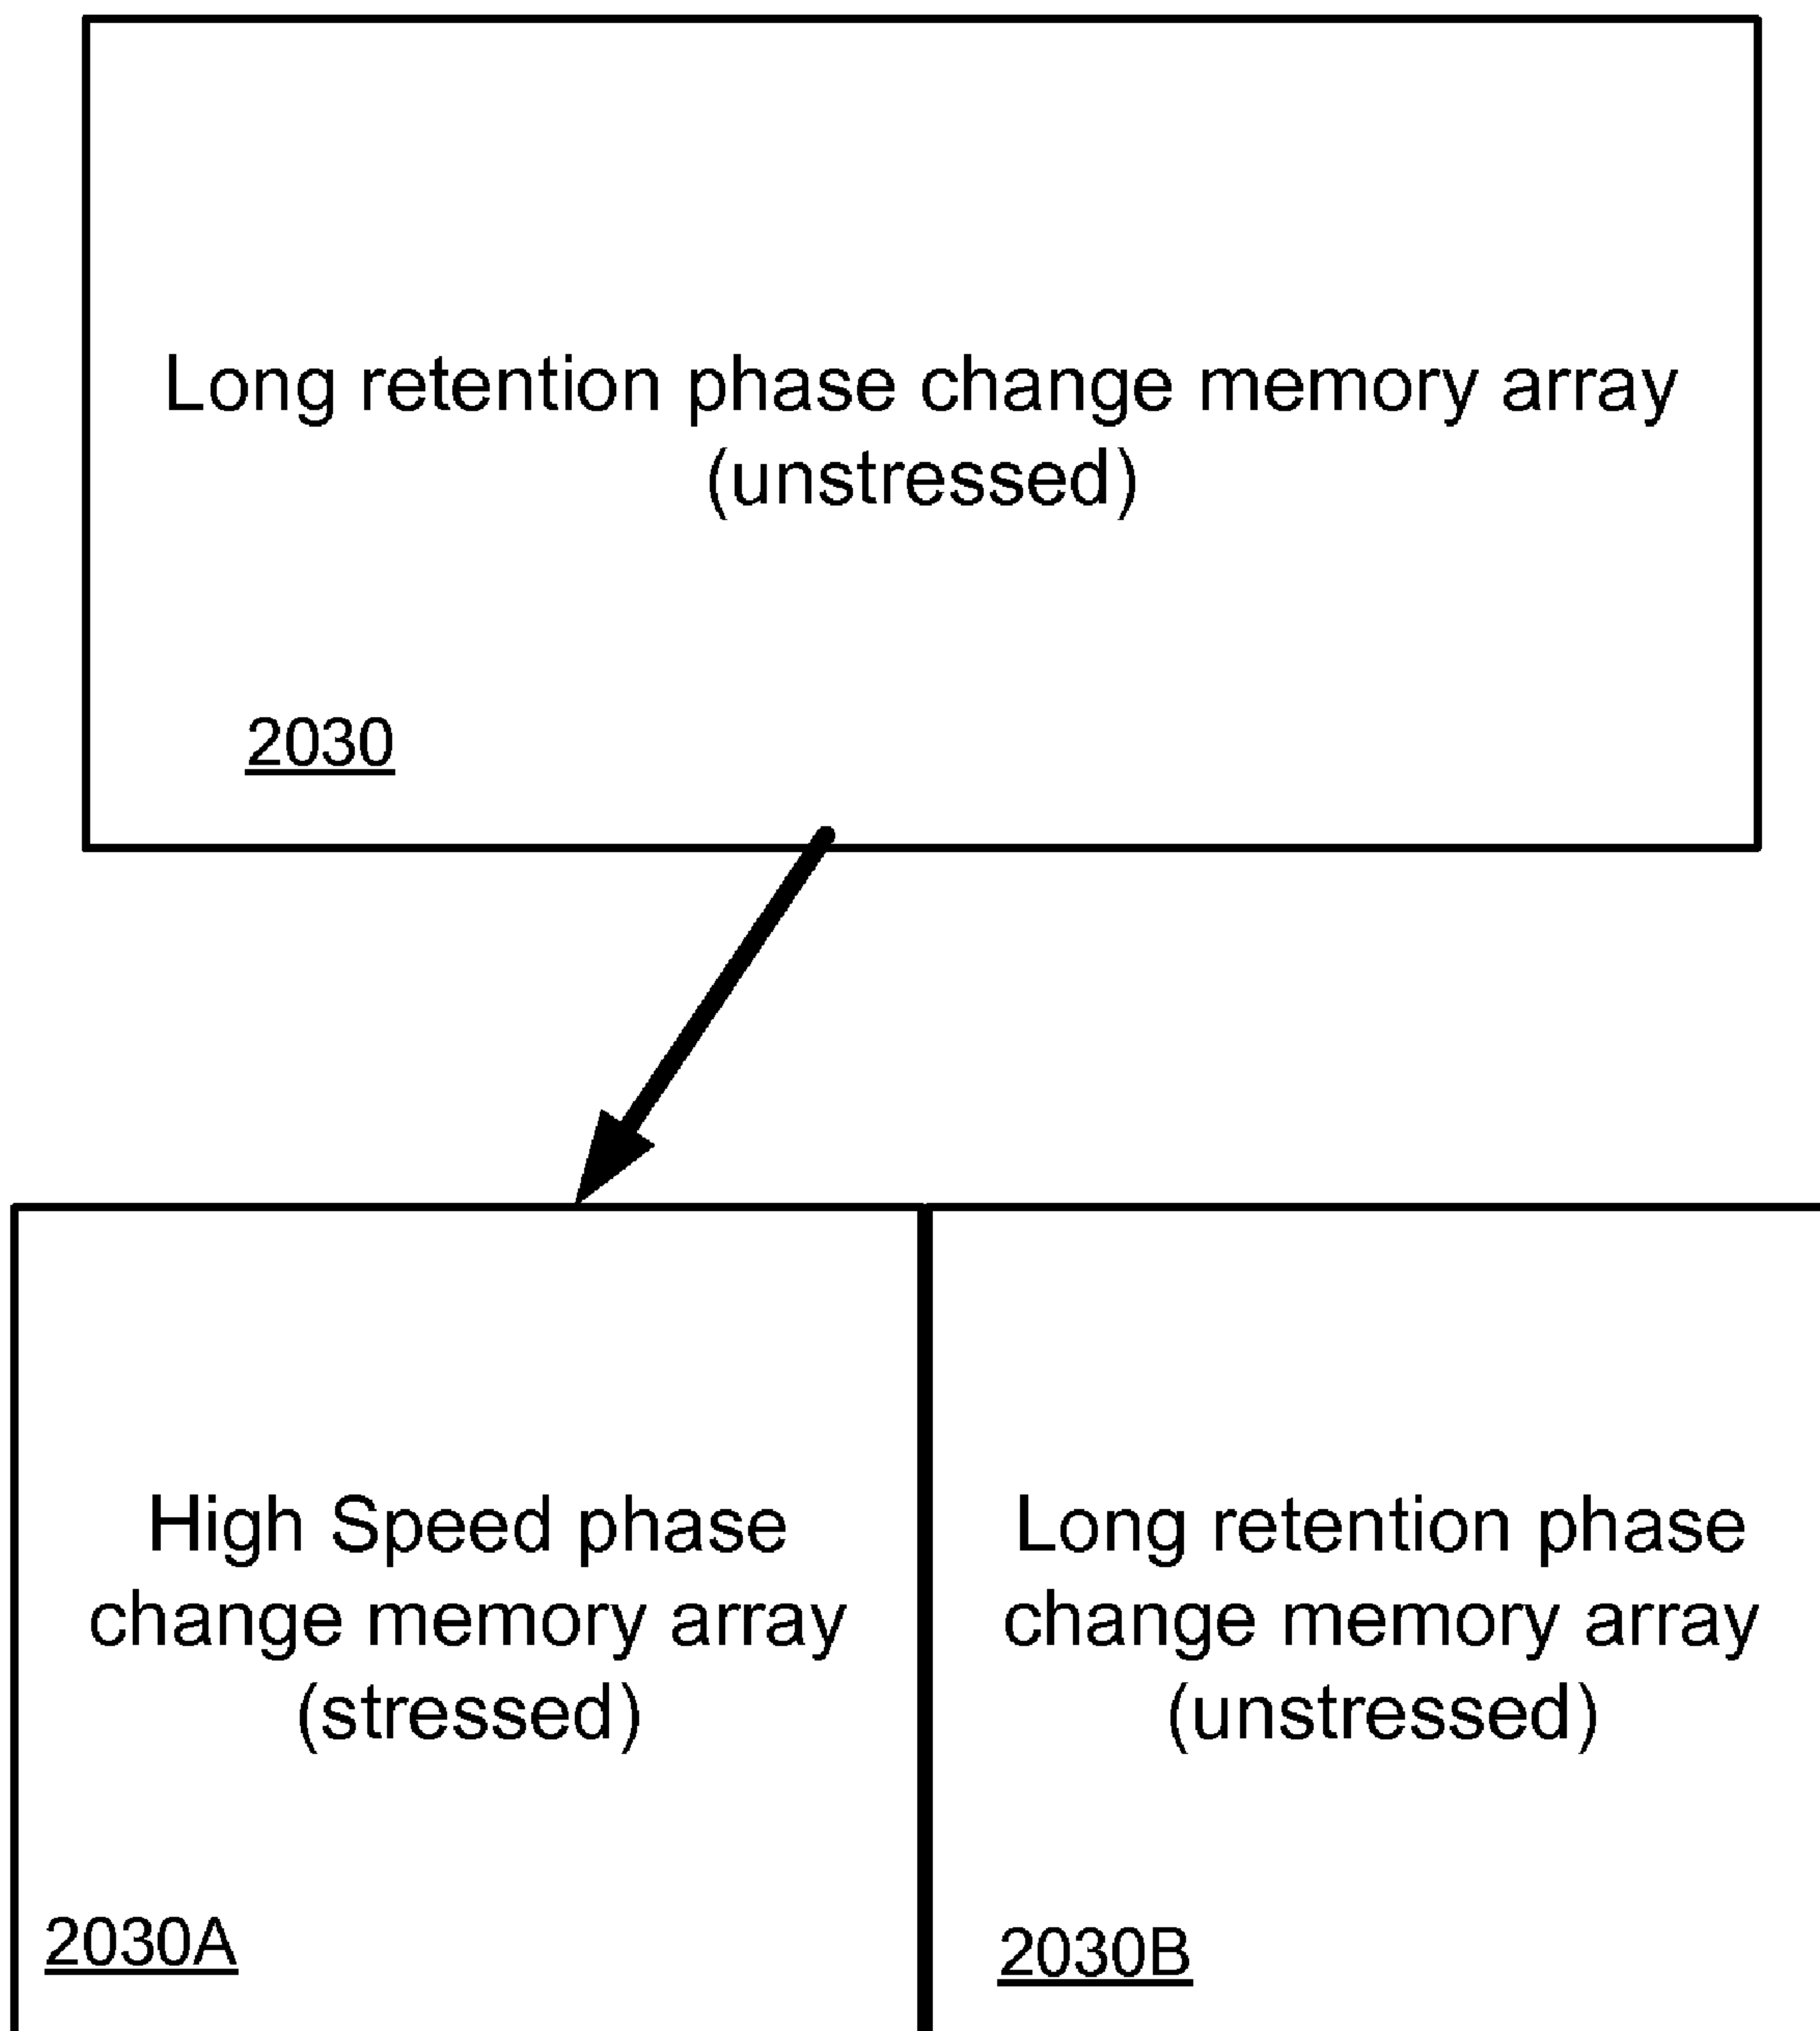 Long retention phase change memory array
(unstressed)
2030
High Speed phase
change memory array
(stressed)
2030A
Long retention phase
change memory array
(unstressed)
2030B